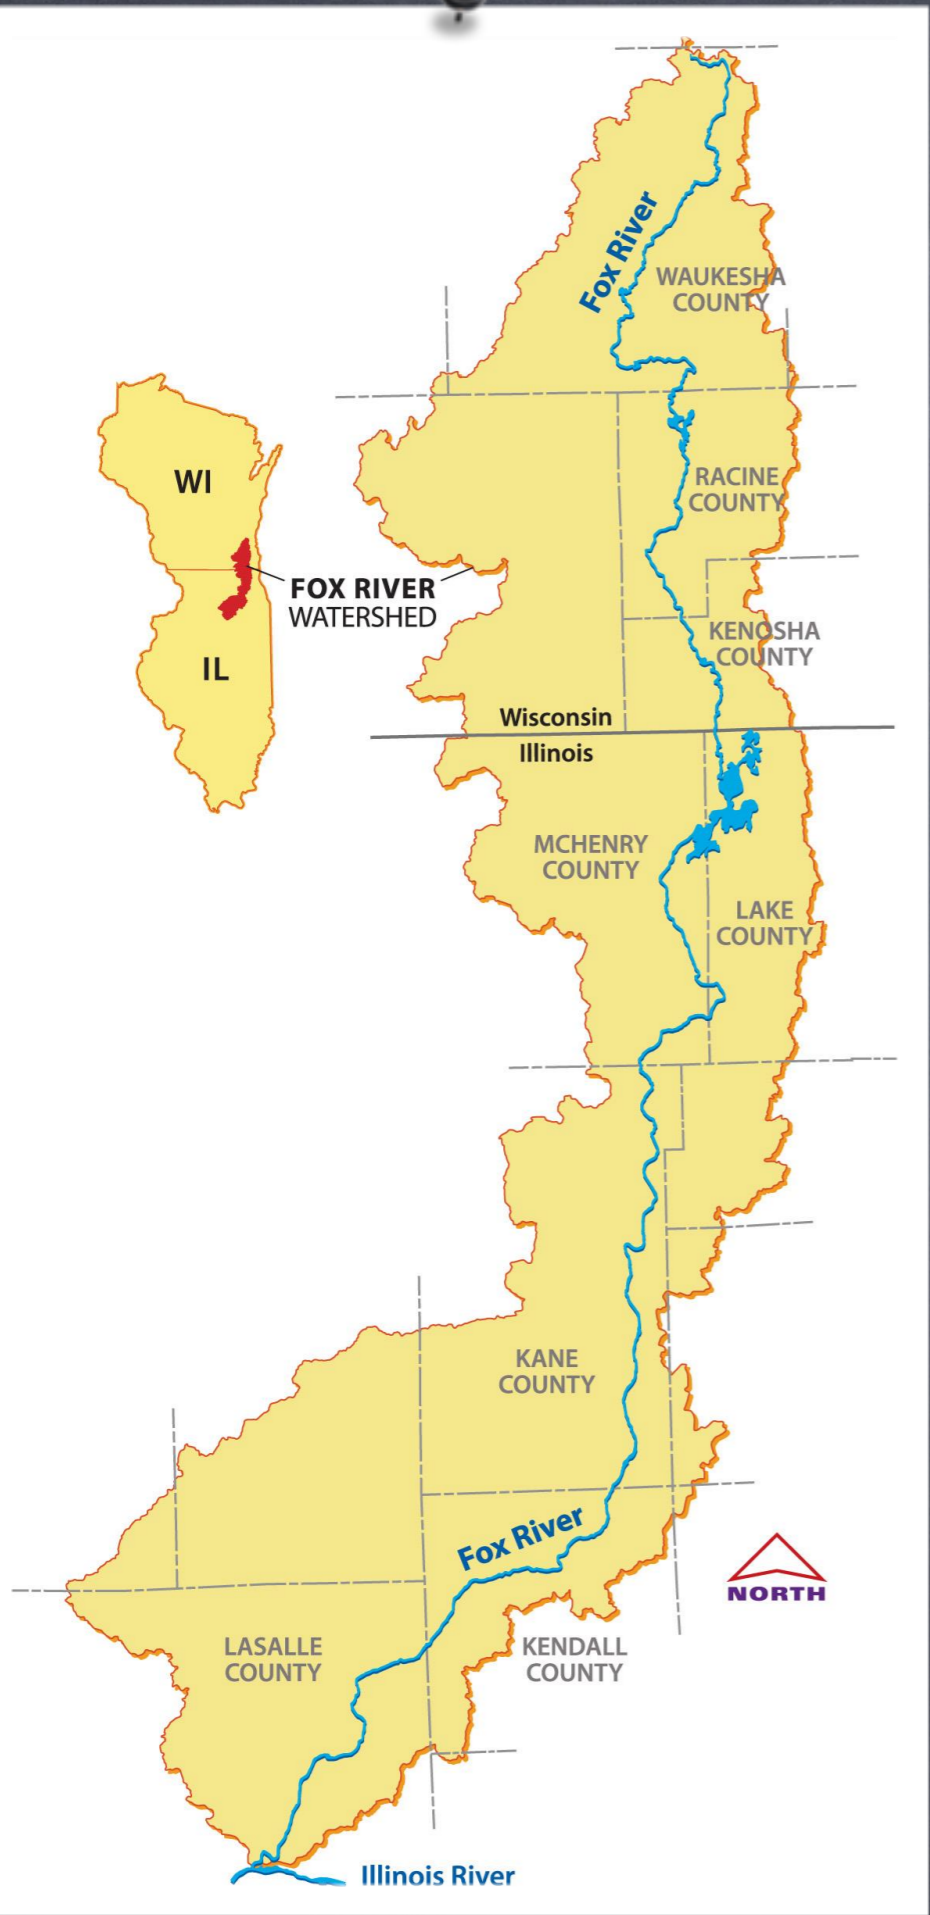 Fox River
WAUKESHA
COUNTY
WI
RACINE
COUNTY
FOX RIVER
WATERSHED
KENOSHA
COUNTY
IL
Wisconsin
Illinois
MCHENRY
COUNTY
LAKE
COUNTY
KANE
COUNTY
Fox River
NORTH
LASALLE
COUNTY
KENDALL
COUNTY
Illinois River